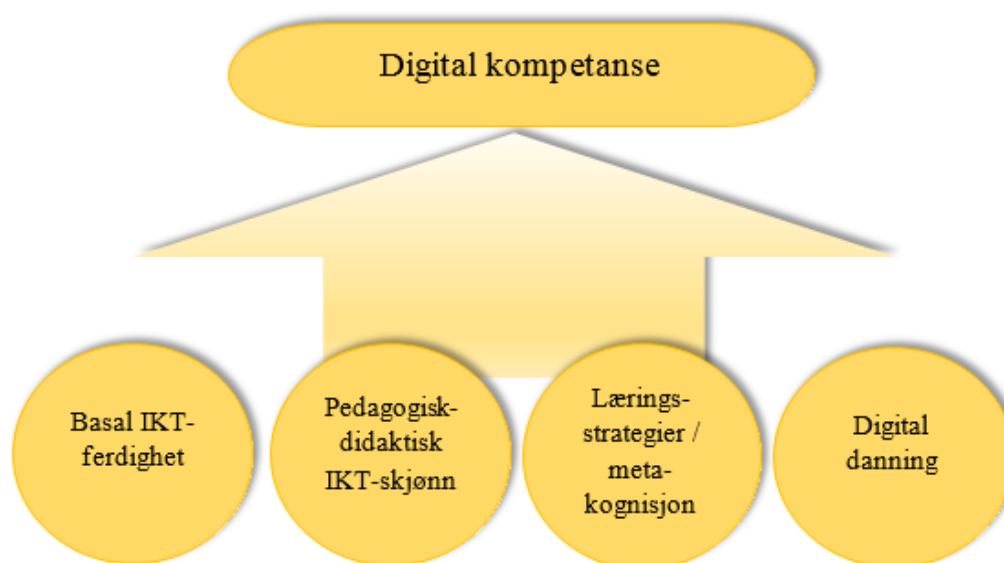 Digital kompetanse
Basal IKT-
ferdighet
Pedagogisk-
didaktisk
IKT-skjønn
Lærings-
strategier /
meta-
kognisjon
Digital
danning